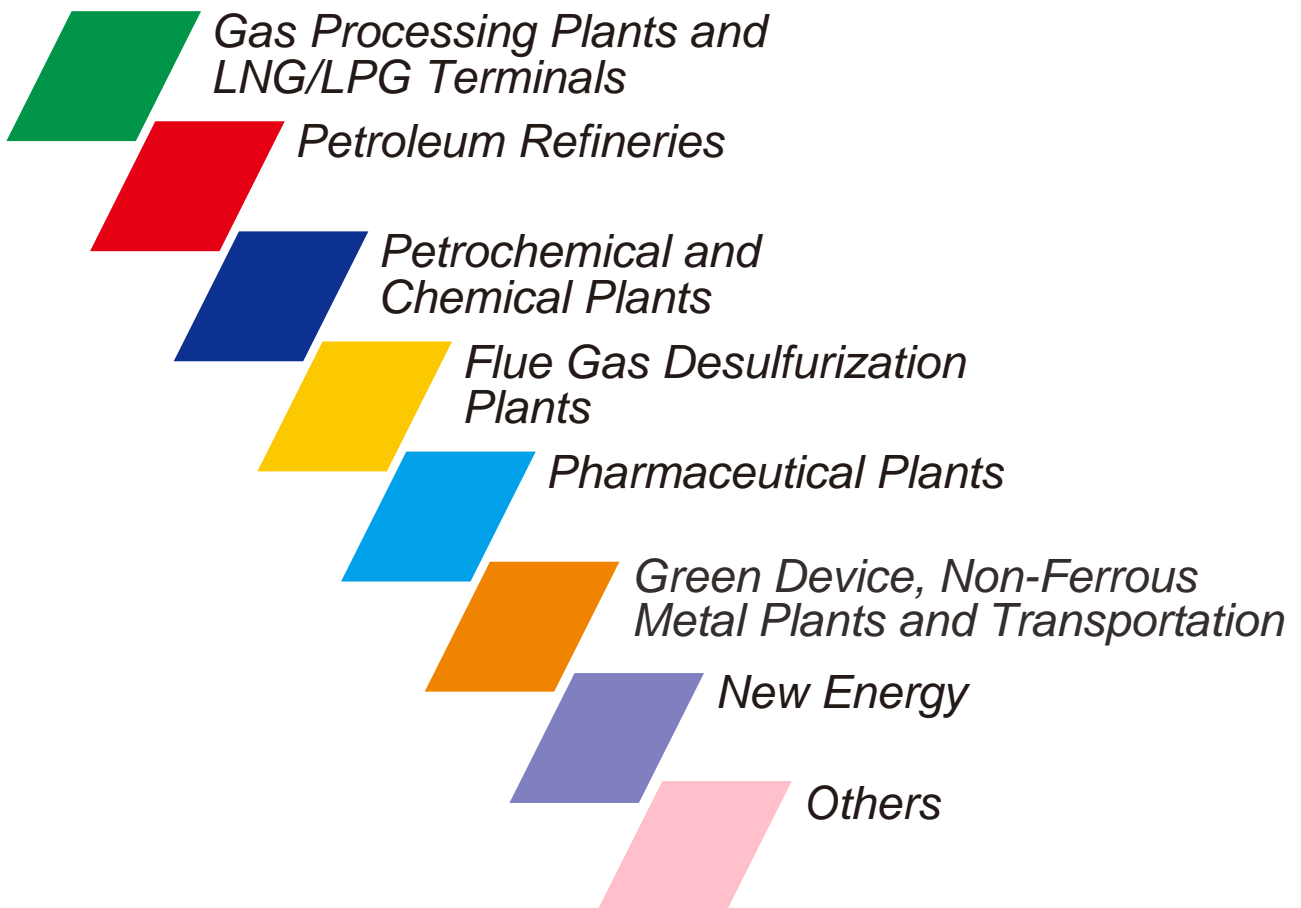 Gas Processing Plants and
LNG/LPG Terminals
Petroleum Refineries
Petrochemical and
Chemical Plants
Flue Gas Desulfurization
Plants
Pharmaceutical Plants
Green Device, Non-Ferrous
Metal Plants and Transportation
New Energy
Others